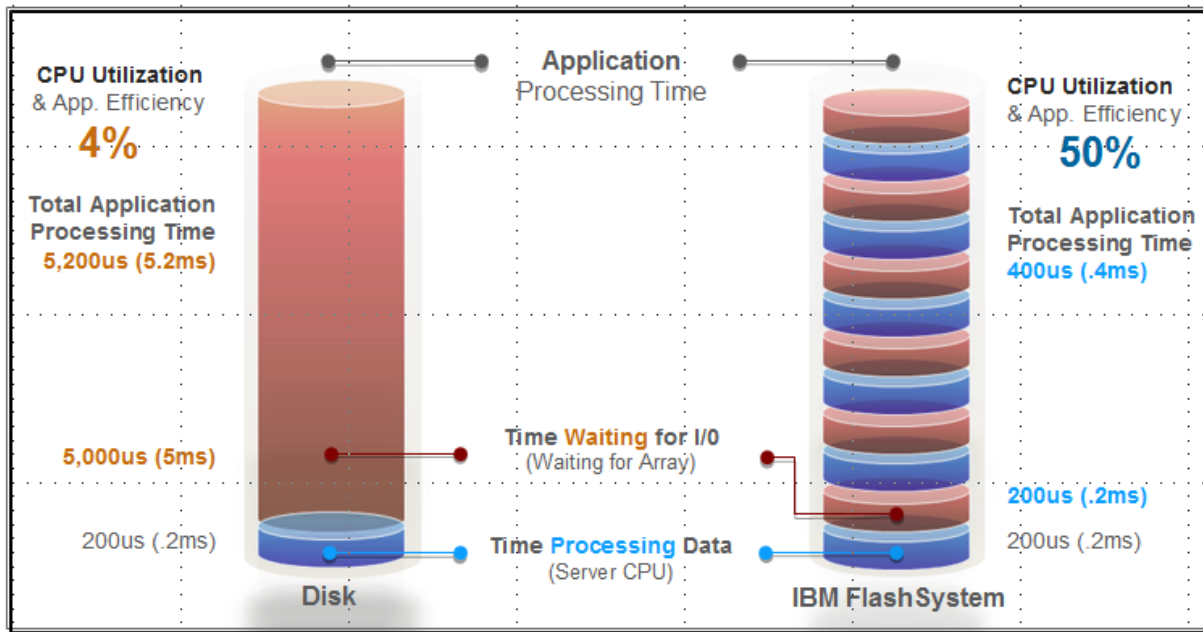 Application
Processing Time
CPU Utilization
& App. Efficiency
4%
Total Application
Processing Time
5,200us (5.2ms)
5,000us (5ms)
200us (.2ms)
Time Waiting for I/0
(Waiting for Array)
Time Processing Data
(Server CPU)
CPU Utilization
& App. Efficiency
50%
Total Application
Processing Time
400us (.4ms)
200us (.2ms)
200us (.2ms)
Disk
IBM FlashSystem